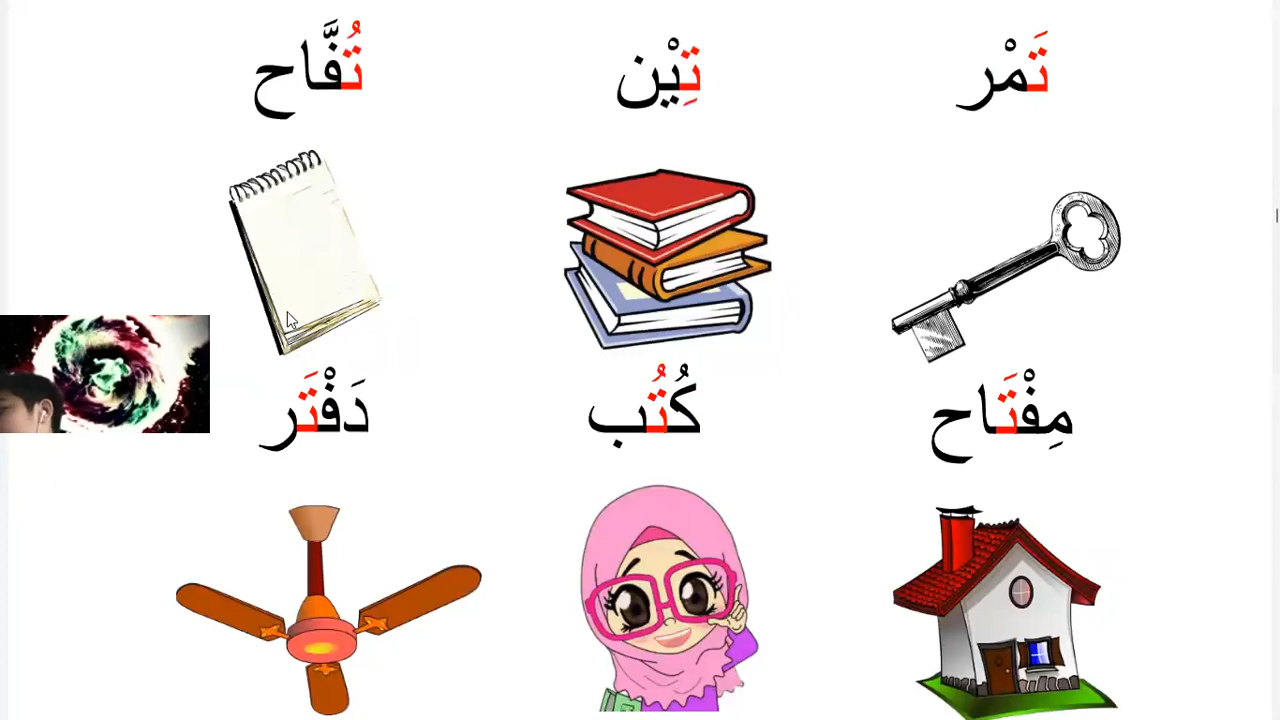 تَمْر تِيْن تُفَّاح
مِفْتَاح كُتُب دَفْتَر